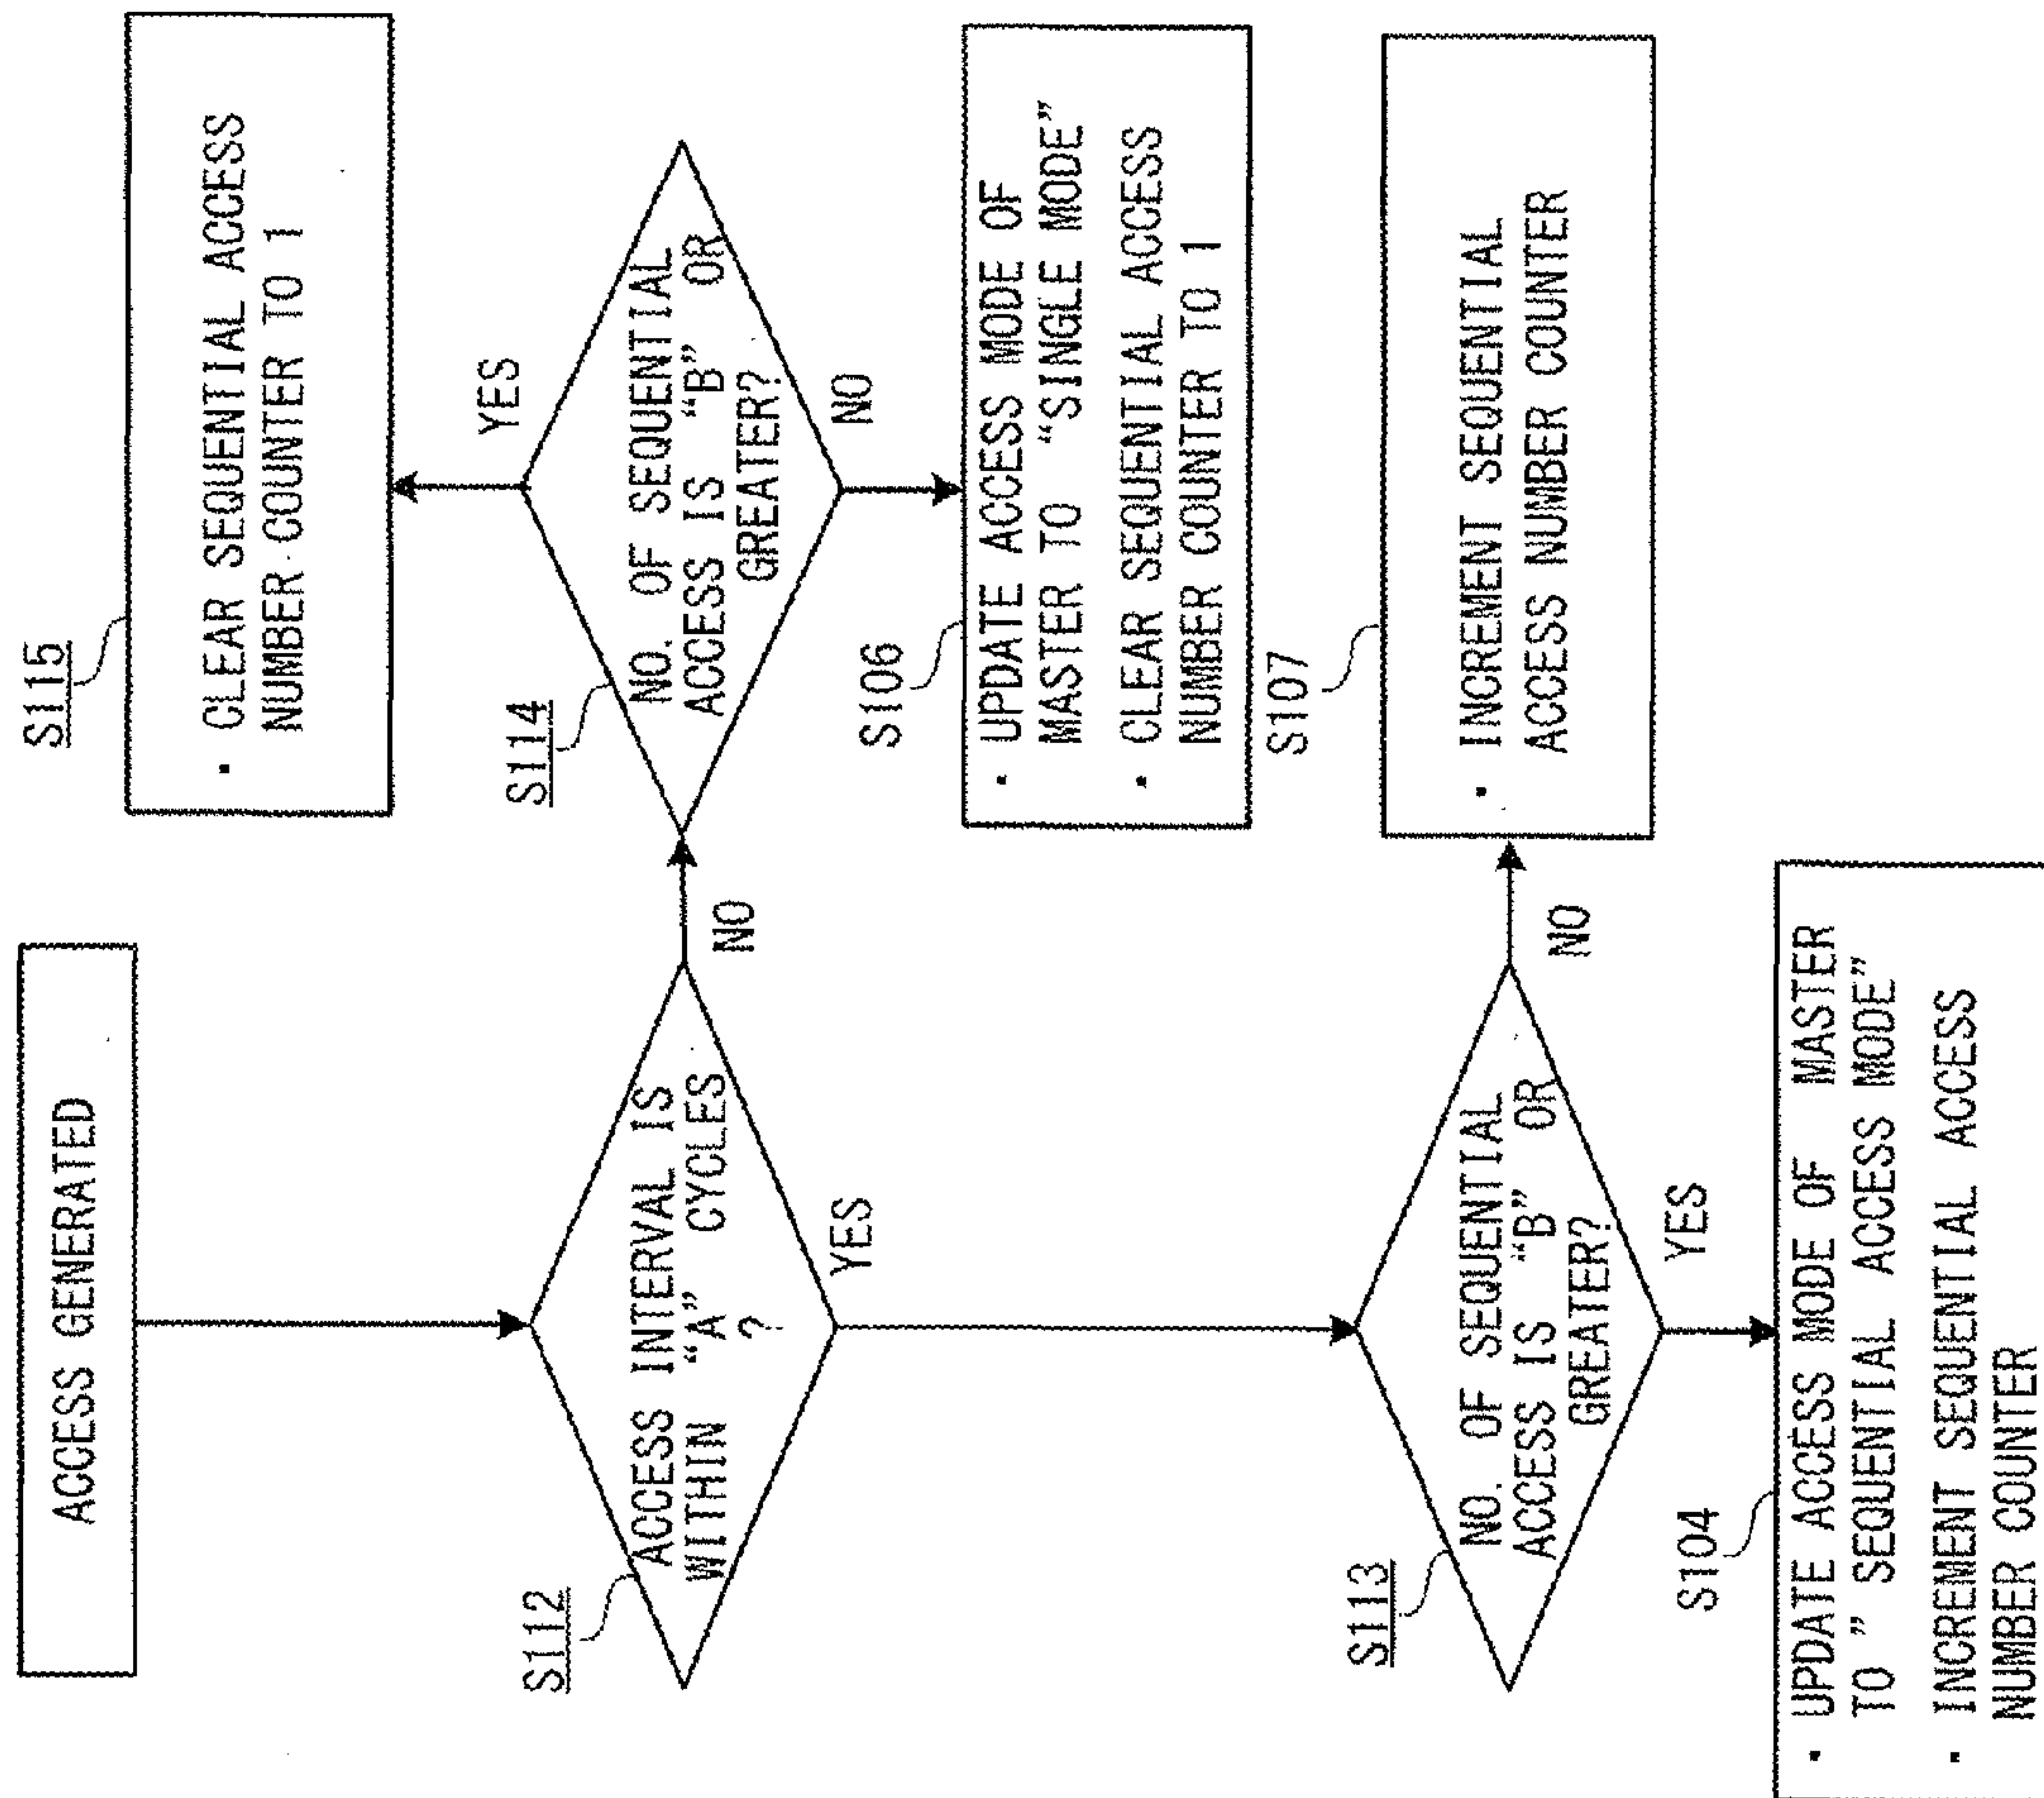 ACCESS GENERATED
S112
ACCESS INTERVAL IS
WITHIN "A" CYCLES
?
NO
YES
S114
NO. OF SEQUENTIAL
ACCESS IS "B" OR
GREATER?
YES
NO
S115
· CLEAR SEQUENTIAL ACCESS
NUMBER COUNTER TO 1
S106
· UPDATE ACCESS MODE OF
MASTER TO "SINGLE MODE"
· CLEAR SEQUENTIAL ACCESS
NUMBER COUNTER TO 1
S113
NO. OF SEQUENTIAL
ACCESS IS "B" OR
GREATER?
NO
YES
S107
· INCREMENT SEQUENTIAL
ACCESS NUMBER COUNTER
S104
· UPDATE ACCESS MODE OF MASTER
TO " SEQUENTIAL ACCESS MODE"
· INCREMENT SEQUENTIAL ACCESS
NUMBER COUNTER